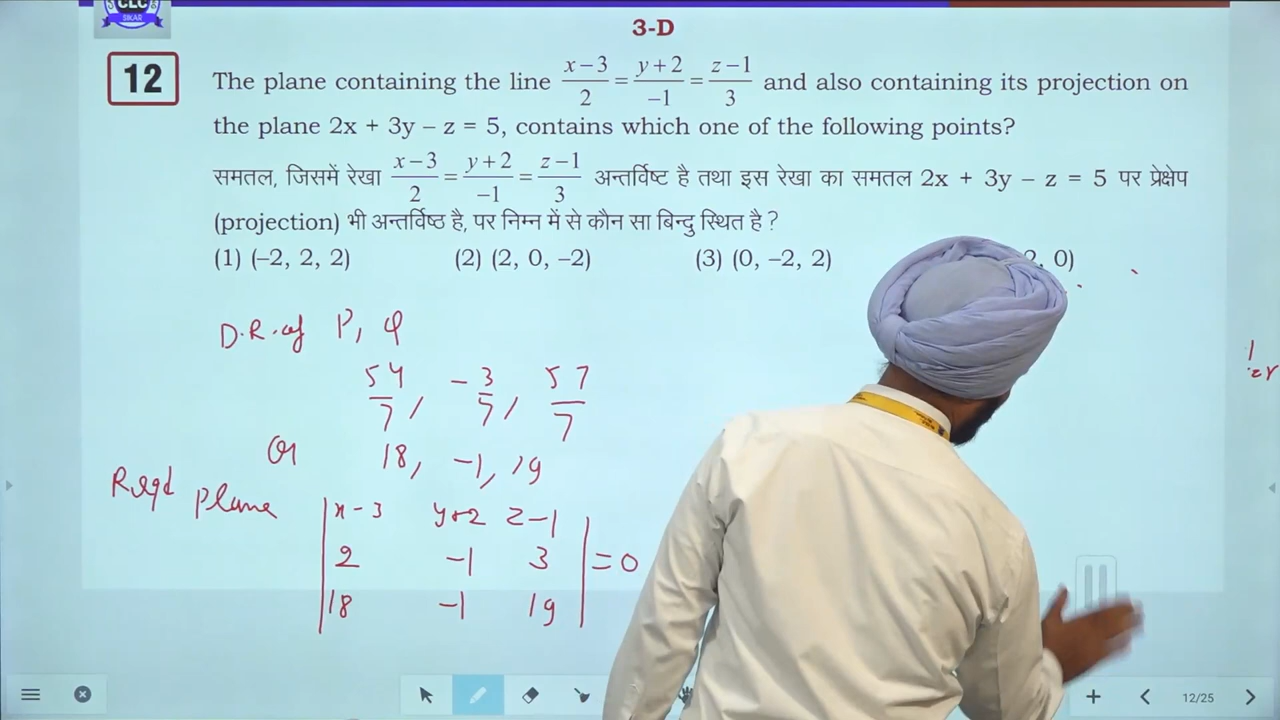 CLC
SIKAR
3-D
12
The plane containing the line x−3/2 = y+2/−1 = z−1/3 and also containing its projection on
the plane 2x + 3y – z = 5, contains which one of the following points?
समतल, जिसमें रेखा x−3/2 = y+2/−1 = z−1/3 अन्तर्विष्ट है तथा इस रेखा का समतल 2x + 3y – z = 5 पर प्रेक्षेप
(projection) भी अन्तर्विष्ठ है, पर निम्न में से कौन सा बिन्दु स्थित है ?
(1) (–2, 2, 2) (2) (2, 0, –2) (3) (0, –2, 2) 2, 0)
D.R. of P, Q
54/7, −3/7, 57/7
Or 18, −1, 19
Reqd plane
x−3 y+2 z−1
2 −1 3 = 0
18 −1 19
12/25